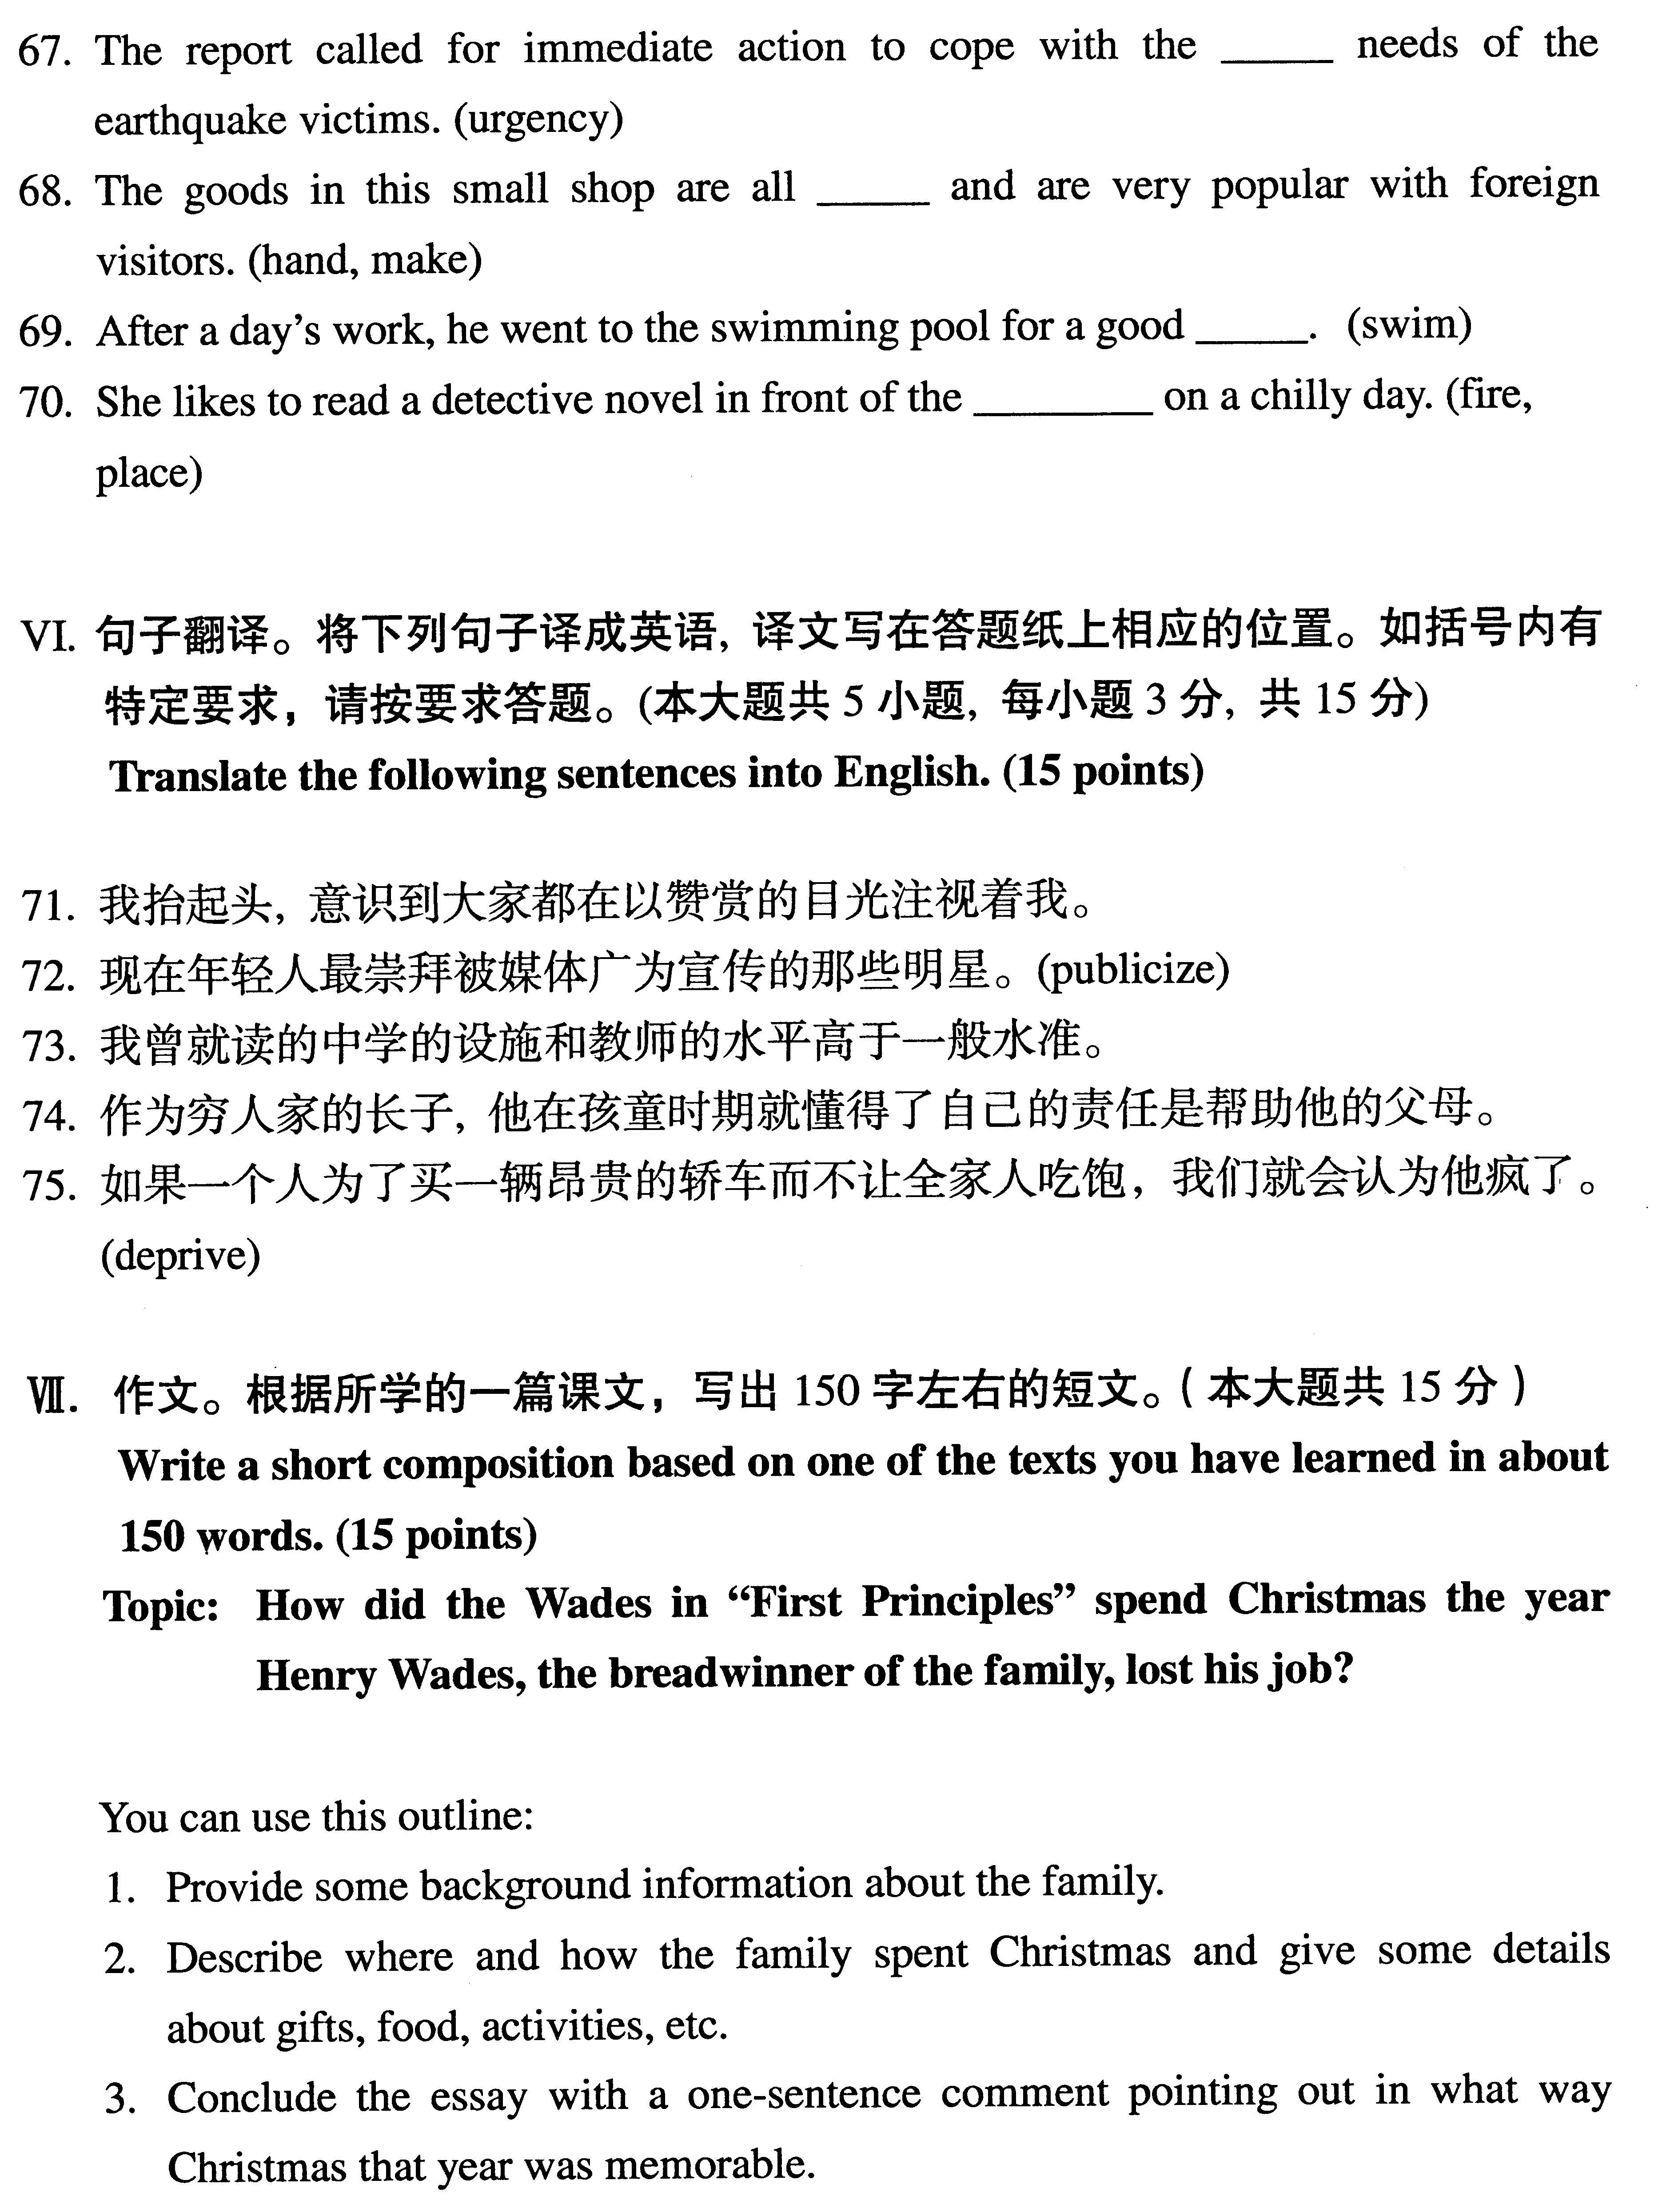 67. The report called for immediate action to cope with the _____ needs of the
earthquake victims. (urgency)
68. The goods in this small shop are all _____ and are very popular with foreign
visitors. (hand, make)
69. After a day's work, he went to the swimming pool for a good _____. (swim)
70. She likes to read a detective novel in front of the ________ on a chilly day. (fire,
place)
VI. 句子翻译。将下列句子译成英语, 译文写在答题纸上相应的位置。如括号内有
特定要求，请按要求答题。(本大题共 5 小题, 每小题 3 分, 共 15 分)
Translate the following sentences into English. (15 points)
71. 我抬起头, 意识到大家都在以赞赏的目光注视着我。
72. 现在年轻人最崇拜被媒体广为宣传的那些明星。(publicize)
73. 我曾就读的中学的设施和教师的水平高于一般水准。
74. 作为穷人家的长子, 他在孩童时期就懂得了自己的责任是帮助他的父母。
75. 如果一个人为了买一辆昂贵的轿车而不让全家人吃饱，我们就会认为他疯了。
(deprive)
Ⅶ. 作文。根据所学的一篇课文，写出 150 字左右的短文。( 本大题共 15 分 )
Write a short composition based on one of the texts you have learned in about
150 words. (15 points)
Topic: How did the Wades in “First Principles” spend Christmas the year
Henry Wades, the breadwinner of the family, lost his job?
You can use this outline:
1. Provide some background information about the family.
2. Describe where and how the family spent Christmas and give some details
about gifts, food, activities, etc.
3. Conclude the essay with a one-sentence comment pointing out in what way
Christmas that year was memorable.